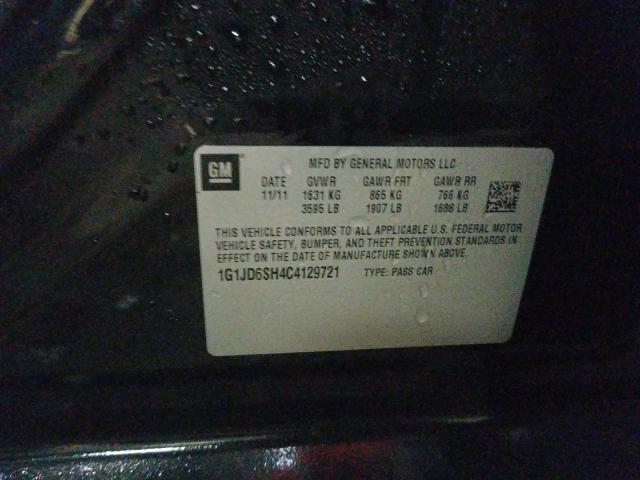 GM
MFD BY GENERAL MOTORS LLC
DATE GVWR GAWR FRT GAWR RR
11/11 1631 KG 865 KG 766 KG
3595 LB 1907 LB 1688 LB
THIS VEHICLE CONFORMS TO ALL APPLICABLE U.S. FEDERAL MOTOR
VEHICLE SAFETY, BUMPER, AND THEFT PREVENTION STANDARDS IN
EFFECT ON THE DATE OF MANUFACTURE SHOWN ABOVE.
1G1JD6SH4C4129721 TYPE: PASS CAR